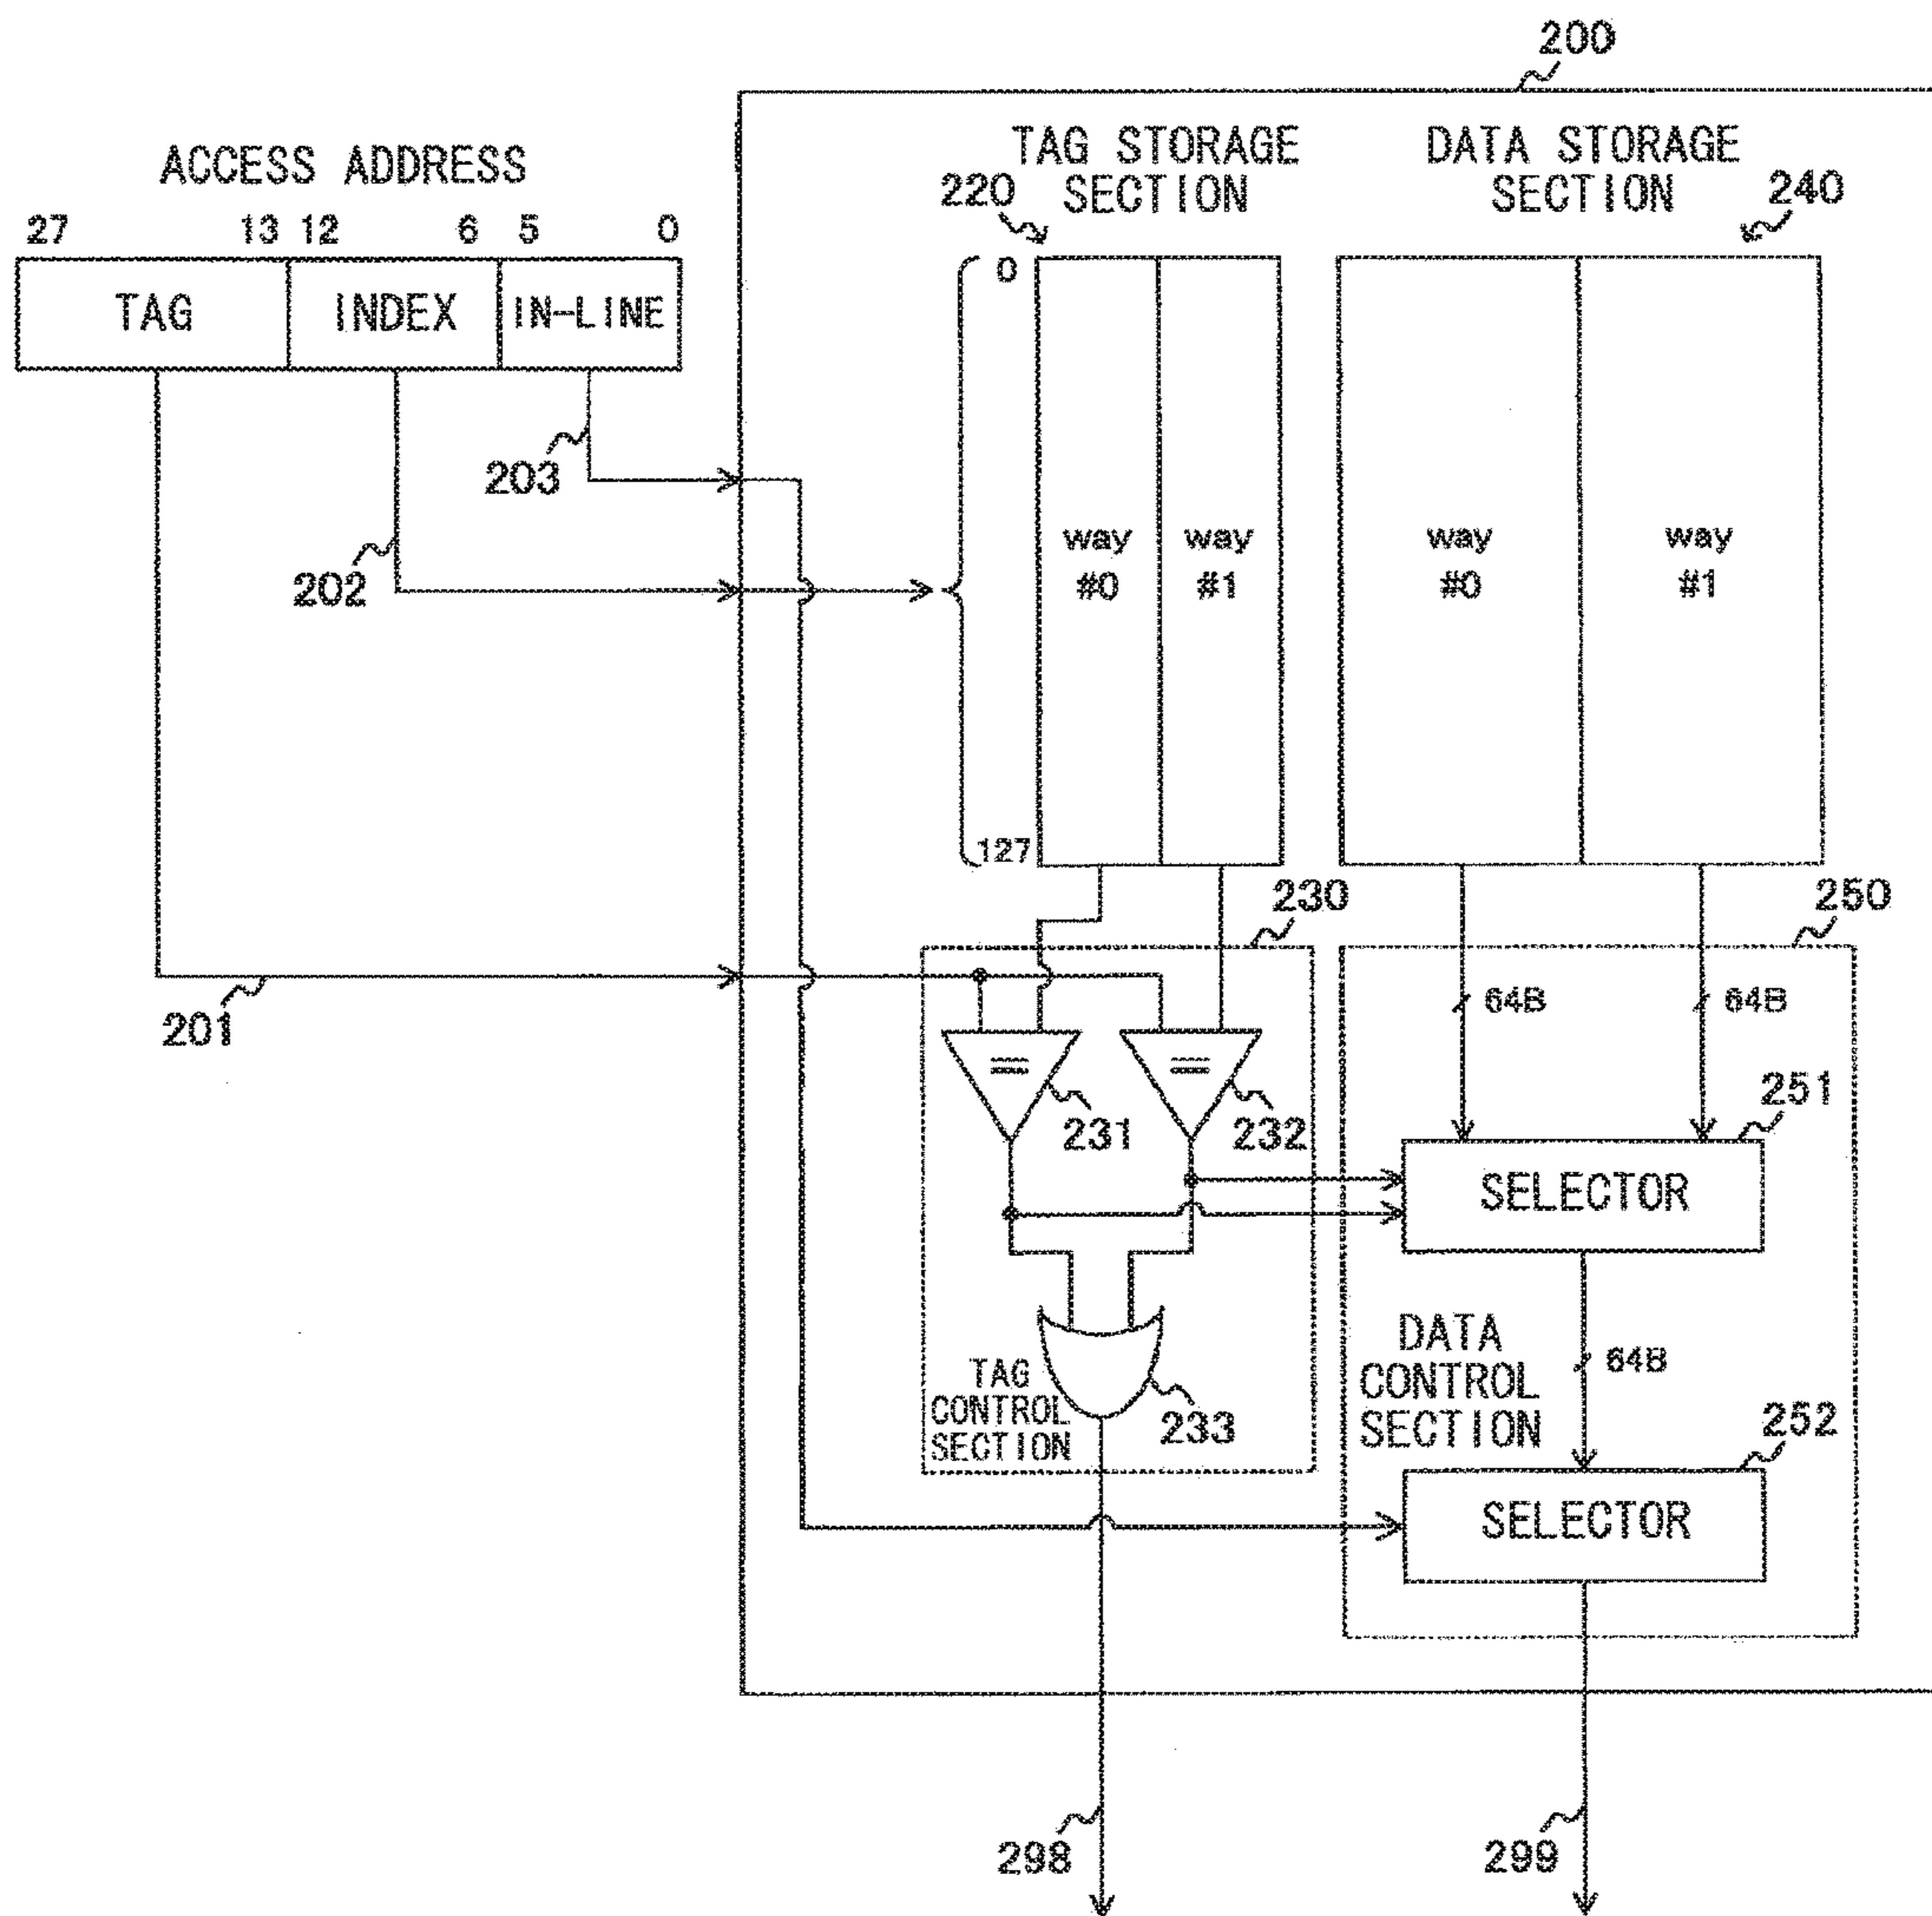 200
ACCESS ADDRESS
27 13 12 6 5 0
TAG INDEX IN-LINE
TAG STORAGE
SECTION
220
DATA STORAGE
SECTION
240
0
203
202
way
#0
way
#1
way
#0
way
#1
127
230
250
201
64B
64B
231
232
251
SELECTOR
TAG
CONTROL
SECTION
233
DATA
CONTROL
SECTION
64B
252
SELECTOR
298
299